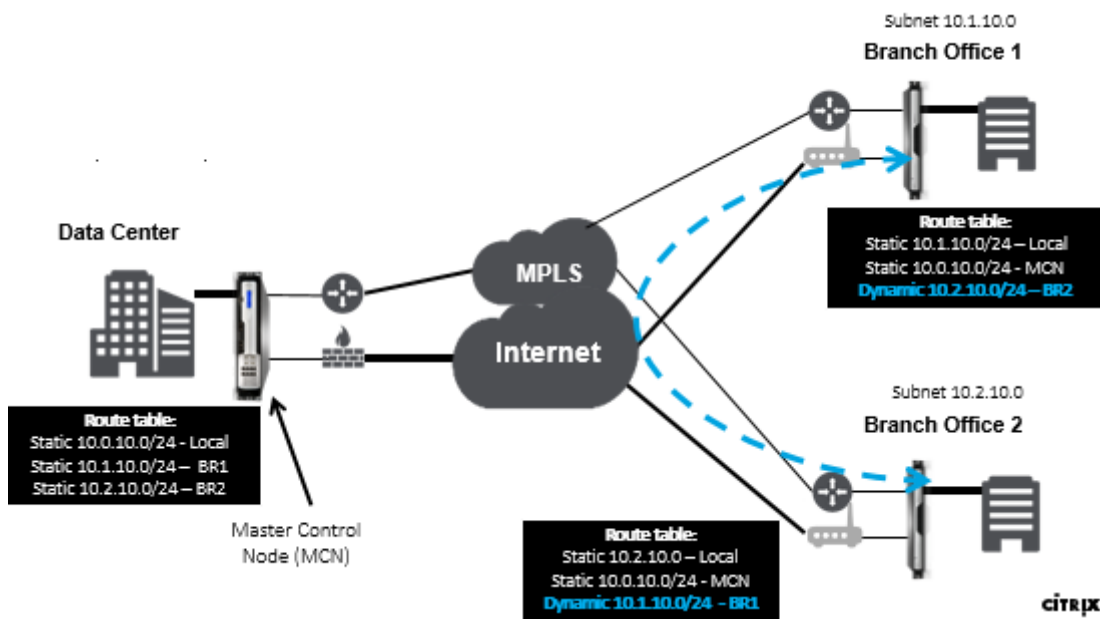 Subnet 10.1.10.0
Branch Office 1
Route table:
Static 10.1.10.0/24 – Local
Static 10.0.10.0/24 - MCN
Dynamic 10.2.10.0/24 – BR2
Data Center
MPLS
Internet
Route table:
Static 10.0.10.0/24 - Local
Static 10.1.10.0/24 – BR1
Static 10.2.10.0/24 – BR2
Master Control
Node (MCN)
Subnet 10.2.10.0
Branch Office 2
Route table:
Static 10.2.10.0 – Local
Static 10.0.10.0/24 - MCN
Dynamic 10.1.10.0/24 - BR1
CITRIX